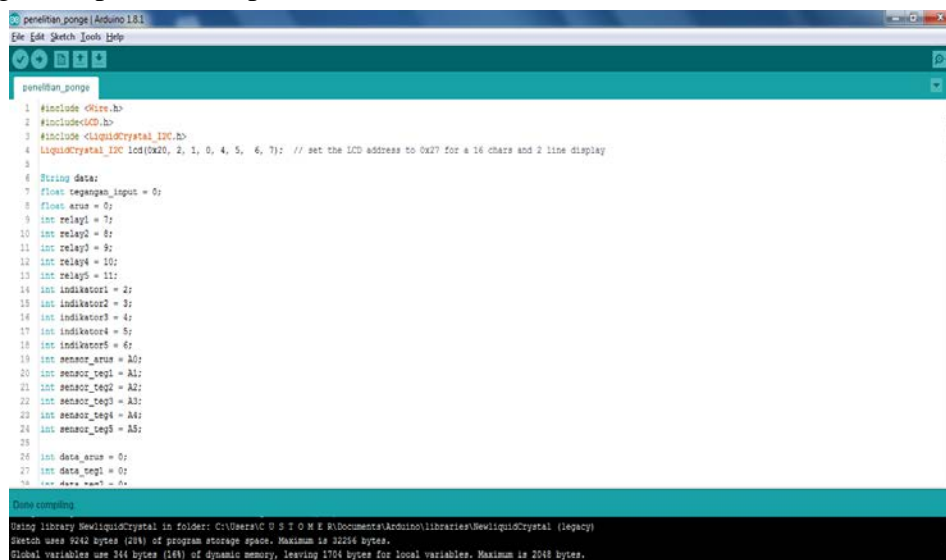 penelitian_ponge | Arduino 1.8.1
File Edit Sketch Tools Help
penelitian_ponge
1 #include <Wire.h>
2 #include<LCD.h>
3 #include <LiquidCrystal_I2C.h>
4 LiquidCrystal_I2C lcd(0x20, 2, 1, 0, 4, 5, 6, 7); // set the LCD address to 0x27 for a 16 chars and 2 line display
5
6 String data;
7 float tegangan_input = 0;
8 float arus = 0;
9 int relay1 = 7;
10 int relay2 = 8;
11 int relay3 = 9;
12 int relay4 = 10;
13 int relay5 = 11;
14 int indikator1 = 2;
15 int indikator2 = 3;
16 int indikator3 = 4;
17 int indikator4 = 5;
18 int indikator5 = 6;
19 int sensor_arus = A0;
20 int sensor_teg1 = A1;
21 int sensor_teg2 = A2;
22 int sensor_teg3 = A3;
23 int sensor_teg4 = A4;
24 int sensor_teg5 = A5;
25
26 int data_arus = 0;
27 int data_teg1 = 0;
28 int data_teg2 = 0;
Done compiling.
Using library NewliquidCrystal in folder: C:\Users\C U S T O M E R\Documents\Arduino\libraries\NewliquidCrystal (legacy)
Sketch uses 9242 bytes (28%) of program storage space. Maximum is 32256 bytes.
Global variables use 344 bytes (16%) of dynamic memory, leaving 1704 bytes for local variables. Maximum is 2048 bytes.